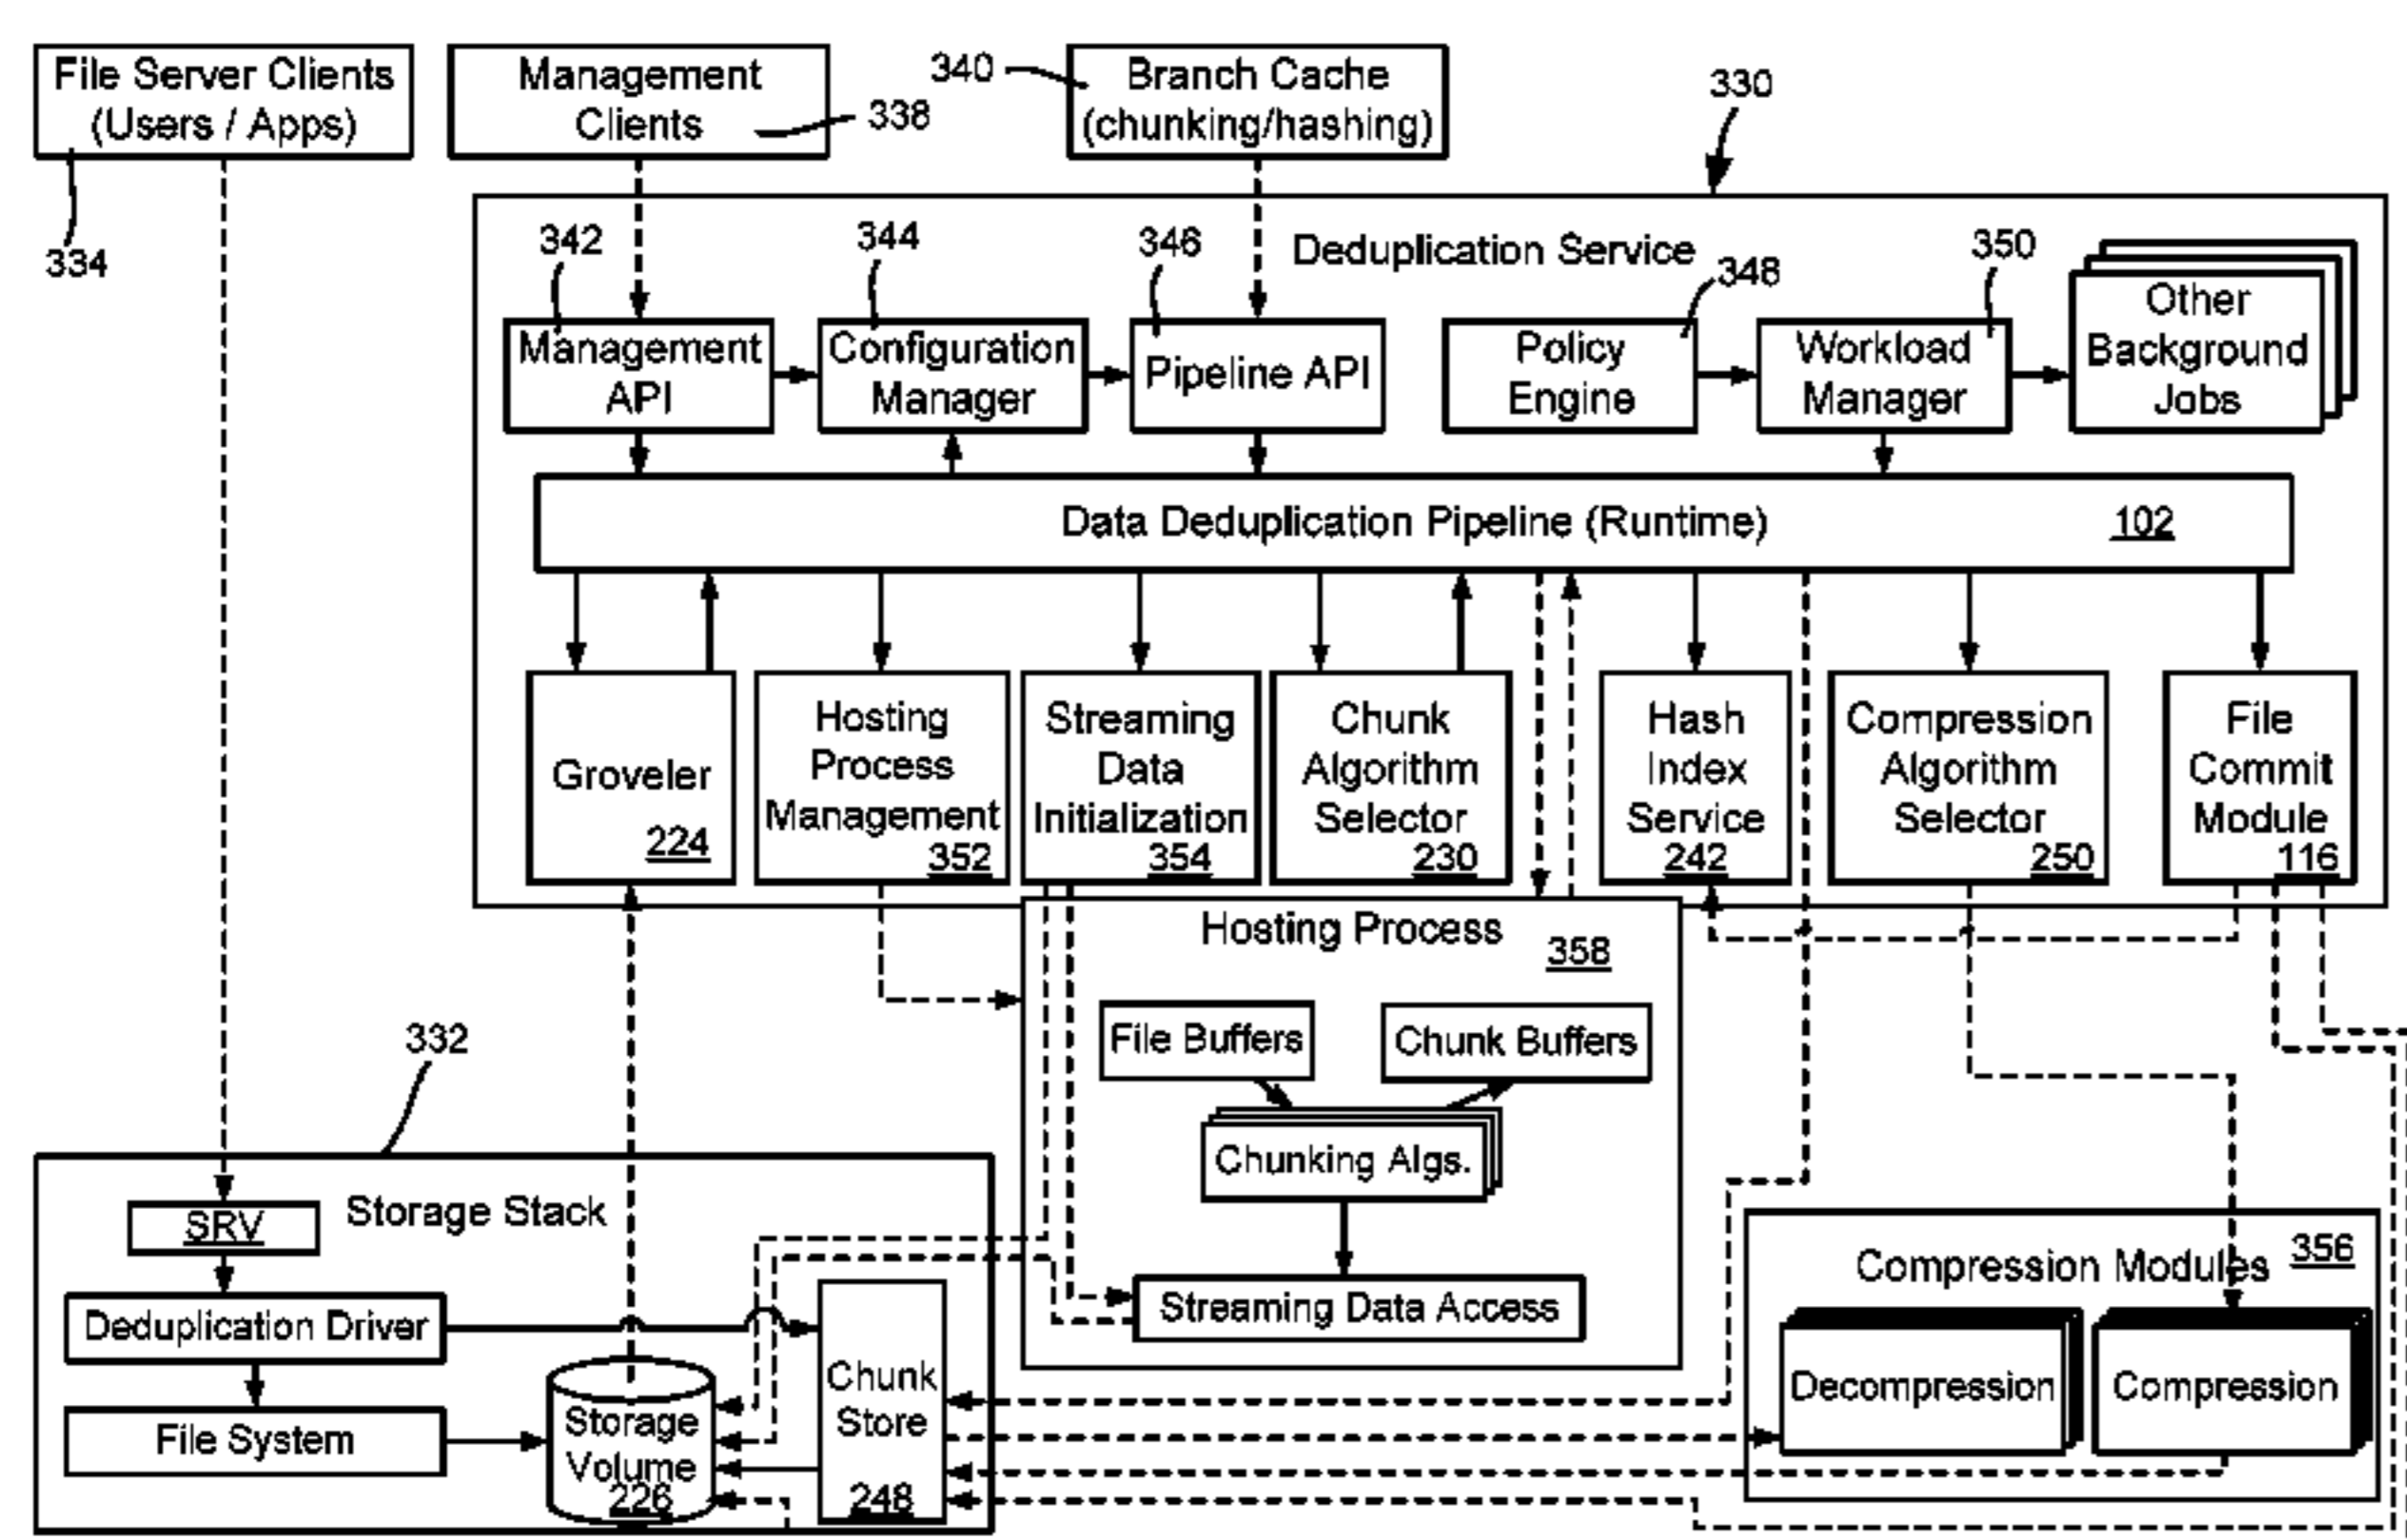 File Server Clients
(Users / Apps)
334
Management
Clients
338
340
Branch Cache
(chunking/hashing)
330
Deduplication Service
342
344
346
348
350
Management
API
Configuration
Manager
Pipeline API
Policy
Engine
Workload
Manager
Other
Background
Jobs
Data Deduplication Pipeline (Runtime)
102
Groveler
224
Hosting
Process
Management
352
Streaming
Data
Initialization
354
Chunk
Algorithm
Selector
230
Hash
Index
Service
242
Compression
Algorithm
Selector
250
File
Commit
Module
116
Hosting Process
358
File Buffers
Chunk Buffers
Chunking Algs.
Streaming Data Access
332
Storage Stack
SRV
Deduplication Driver
File System
Storage
Volume
226
Chunk
Store
248
Compression Modules
356
Decompression
Compression